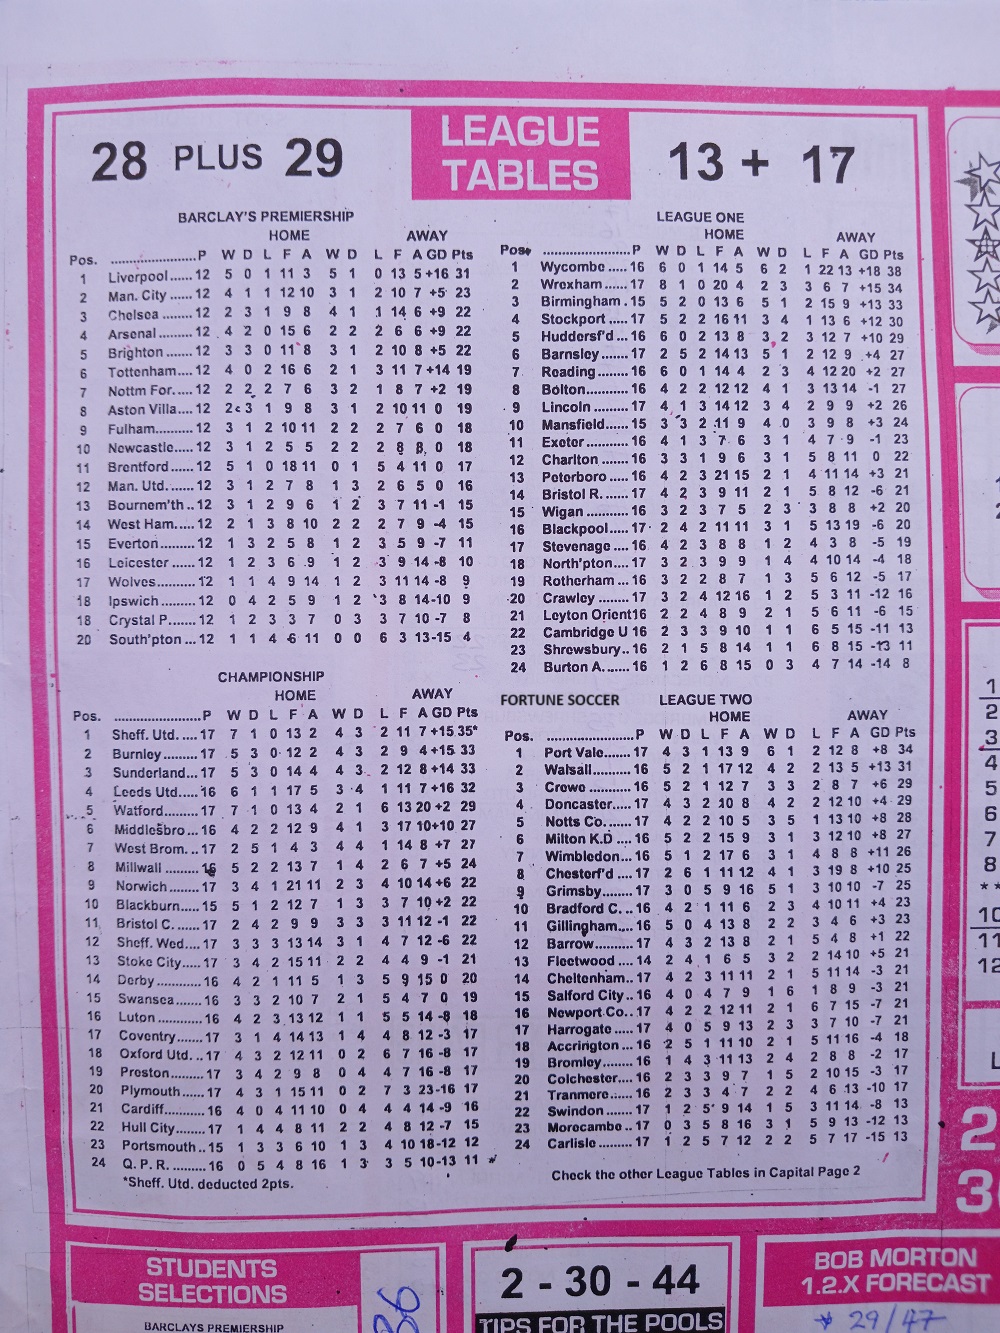 28 PLUS 29
LEAGUE
TABLES
13 + 17
BARCLAY'S PREMIERSHIP
HOME AWAY
Pos. ........................P W D L F A W D L F A GD Pts
1 Liverpool...... 12 5 0 1 11 3 5 1 0 13 5 +16 31
2 Man. City ...... 12 4 1 1 12 10 3 1 2 10 7 +5 23
3 Chelsea ........ 12 2 3 1 9 8 4 1 1 14 6 +9 22
4 Arsenal ........ 12 4 2 0 15 6 2 2 2 6 6 +9 22
5 Brighton ....... 12 3 3 0 11 8 3 1 2 10 8 +5 22
6 Tottenham.... 12 4 0 2 16 6 2 1 3 11 7 +14 19
7 Nottm For..... 12 2 2 2 7 6 3 2 1 8 7 +2 19
8 Aston Villa.... 12 2 3 1 9 8 3 1 2 10 11 0 19
9 Fulham......... 12 3 1 2 10 11 2 2 2 7 6 0 18
10 Newcastle.... 12 3 1 2 5 5 2 2 2 8 8 0 18
11 Brentford ..... 12 5 1 0 18 11 0 1 5 4 11 0 17
12 Man. Utd...... 12 3 1 2 7 8 1 3 2 6 5 0 16
13 Bournem'th .. 12 3 1 2 9 6 1 2 3 7 11 -1 15
14 West Ham..... 12 2 1 3 8 10 2 2 2 7 9 -4 15
15 Everton......... 12 1 3 2 5 8 1 2 3 5 9 -7 11
16 Leicester ...... 12 1 2 3 6 9 1 2 3 9 14 -8 10
17 Wolves......... 12 1 1 4 9 14 1 2 3 11 14 -8 9
18 Ipswich ........ 12 0 4 2 5 9 1 2 3 8 14 -10 9
18 Crystal P....... 12 1 2 3 3 7 0 3 3 7 10 -7 8
20 South'pton ... 12 1 1 4 6 11 0 0 6 3 13 -15 4
LEAGUE ONE
HOME AWAY
Pos. ........................ P W D L F A W D L F A GD Pts
1 Wycombe ..... 16 6 0 1 14 5 6 2 1 22 13 +18 38
2 Wrexham...... 17 8 1 0 20 4 2 3 3 6 7 +15 34
3 Birmingham . 15 5 2 0 13 6 5 1 2 15 9 +13 33
4 Stockport ..... 17 5 2 2 16 11 3 4 1 13 6 +12 30
5 Huddersf'd ... 16 6 0 2 13 8 3 2 3 12 7 +10 29
6 Barnsley ...... 17 2 5 2 14 13 5 1 2 12 9 +4 27
7 Reading ....... 16 6 0 1 14 4 2 3 4 12 20 +2 27
8 Bolton.......... 16 4 2 2 12 12 4 1 3 13 14 -1 27
9 Lincoln ......... 17 4 1 3 14 12 3 4 2 9 9 +2 26
10 Mansfield..... 15 3 3 2 11 9 4 0 3 9 8 +3 24
11 Exeter .......... 16 4 1 3 7 6 3 1 4 7 9 -1 23
12 Charlton ...... 16 3 3 1 9 6 3 1 5 8 11 0 22
13 Peterboro .... 16 4 2 3 21 15 2 1 4 11 14 +3 21
14 Bristol R. ..... 17 4 2 3 9 11 2 1 5 8 12 -6 21
15 Wigan .......... 16 3 2 3 7 5 2 3 3 8 8 +2 20
16 Blackpool..... 17 2 4 2 11 11 3 1 5 13 19 -6 20
17 Stevenage .... 16 4 2 3 8 8 1 2 4 3 8 -5 19
18 North'pton.... 17 3 2 3 9 9 1 4 4 10 14 -4 18
19 Rotherham ... 16 3 2 2 8 7 1 3 5 6 12 -5 17
20 Crawley ....... 17 3 2 4 12 16 1 2 5 3 11 -12 16
21 Leyton Orient16 2 2 4 8 9 2 1 5 6 11 -6 15
22 Cambridge U 16 2 3 3 9 10 1 1 6 5 15 -11 13
23 Shrewsbury.. 16 2 1 5 8 14 1 1 6 8 15 -13 11
24 Burton A....... 16 1 2 6 8 15 0 3 4 7 14 -14 8
CHAMPIONSHIP
HOME AWAY
Pos. ........................P W D L F A W D L F A GD Pts
1 Sheff. Utd..... 17 7 1 0 13 2 4 3 2 11 7 +15 35*
2 Burnley........ 17 5 3 0 12 2 4 3 2 9 4 +15 33
3 Sunderland... 17 5 3 0 14 4 4 3 2 12 8 +14 33
4 Leeds Utd.... 16 6 1 1 17 5 3 4 1 11 7 +16 32
5 Watford........ 17 7 1 0 13 4 2 1 6 13 20 +2 29
6 Middlesbro ... 16 4 2 2 12 9 4 1 3 17 10 +10 27
7 West Brom... 17 2 5 1 4 3 4 4 1 14 8 +7 27
8 Millwall ........ 16 5 2 2 13 7 1 4 2 6 7 +5 24
9 Norwich........ 17 3 4 1 21 11 2 3 4 10 14 +6 22
10 Blackburn..... 15 5 1 2 12 7 1 3 3 7 10 +2 22
11 Bristol C. ..... 17 2 4 2 9 9 3 3 3 11 12 -1 22
12 Sheff. Wed.... 17 3 3 3 13 14 3 1 4 7 12 -6 22
13 Stoke City..... 17 3 4 2 15 11 2 2 4 4 9 -1 21
14 Derby........... 16 4 2 1 11 5 1 3 5 9 15 0 20
15 Swansea ...... 16 3 3 2 10 7 2 1 5 4 7 0 19
16 Luton ........... 16 4 2 3 13 12 1 1 5 5 14 -8 18
17 Coventry...... 17 3 1 4 14 13 1 4 4 8 12 -3 17
18 Oxford Utd... 17 4 3 2 12 11 0 2 6 7 16 -8 17
19 Preston........ 17 3 4 2 9 8 0 4 4 7 16 -8 17
20 Plymouth ..... 17 4 3 1 15 11 0 2 7 3 23 -16 17
21 Cardiff.......... 16 4 0 4 11 10 0 4 4 4 14 -9 16
22 Hull City....... 17 1 4 4 8 11 2 2 4 8 12 -7 15
23 Portsmouth .. 15 1 3 3 6 10 1 3 4 10 18 -12 12
24 Q. P. R. ......... 16 0 5 4 8 16 1 3 3 5 10 -13 11
*Sheff. Utd. deducted 2pts.
FORTUNE SOCCER
LEAGUE TWO
HOME AWAY
Pos. ........................P W D L F A W D L F A GD Pts
1 Port Vale....... 17 4 3 1 13 9 6 1 2 12 8 +8 34
2 Walsall.......... 16 5 2 1 17 12 4 2 2 13 5 +13 31
3 Crewe .......... 16 5 2 1 12 7 3 3 2 8 7 +6 29
4 Doncaster..... 17 4 3 2 10 8 4 2 2 12 10 +4 29
5 Notts Co. ..... 17 4 2 2 10 5 3 5 1 13 10 +8 28
6 Milton K.D .... 16 5 2 2 15 9 3 1 3 12 10 +8 27
7 Wimbledon... 16 5 1 2 17 6 3 1 4 8 8 +11 26
8 Chesterf'd .... 17 2 6 1 11 12 4 1 3 19 8 +10 25
9 Grimsby....... 17 3 0 5 9 16 5 1 3 10 10 -7 25
10 Bradford C. .. 16 4 2 1 11 6 2 3 4 10 11 +4 23
11 Gillingham.... 16 5 0 4 13 8 2 2 3 4 6 +3 23
12 Barrow ......... 17 4 3 2 13 8 2 1 5 4 8 +1 22
13 Fleetwood .... 14 2 4 1 6 5 3 2 2 14 10 +5 21
14 Cheltenham.. 17 4 2 3 11 11 2 1 5 11 14 -3 21
15 Salford City .. 16 4 0 4 7 9 1 6 1 8 9 -3 21
16 Newport Co.. 17 4 2 2 12 11 2 1 6 7 15 -7 21
17 Harrogate ..... 17 4 0 5 9 13 2 3 3 7 10 -7 21
18 Accrington ... 16 2 5 1 11 10 2 1 5 11 16 -4 18
19 Bromley....... 16 1 4 3 11 13 2 4 2 8 8 -2 17
20 Colchester.... 16 2 3 3 9 7 1 5 2 10 15 -3 17
21 Tranmere...... 16 2 3 3 4 7 2 2 4 6 13 -10 17
22 Swindon ...... 17 1 2 5 9 14 1 5 3 11 14 -8 13
23 Morecambe.. 17 0 3 5 8 16 3 1 5 9 13 -12 13
24 Carlisle......... 17 1 2 5 7 12 2 2 5 7 17 -15 13
Check the other League Tables in Capital Page 2
STUDENTS
SELECTIONS
BARCLAYS PREMIERSHIP
2 - 30 - 44
TIPS FOR THE POOLS
BOB MORTON
1.2.X FORECAST
* 29/47
1
2
3
4
5
6
7
8
* *
10
11
12